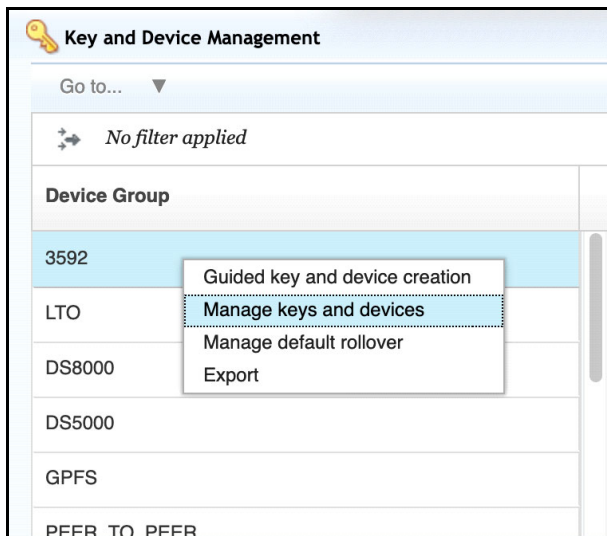 Key and Device Management
Go to...
No filter applied
Device Group
3592
Guided key and device creation
Manage keys and devices
LTO
Manage default rollover
DS8000
Export
DS5000
GPFS
PEER_TO_PEER